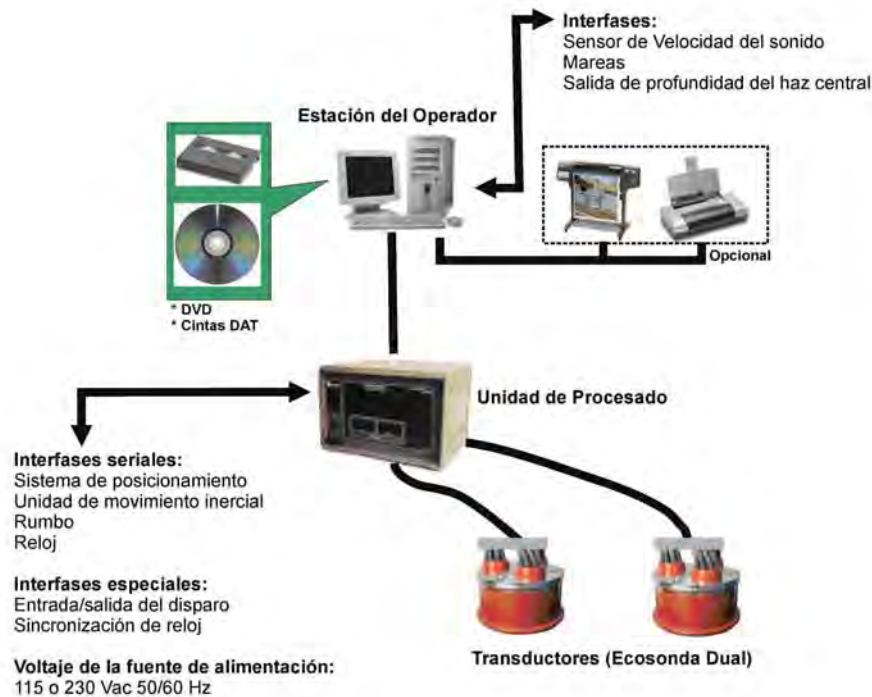 Interfases:
Sensor de Velocidad del sonido
Mareas
Salida de profundidad del haz central
Estación del Operador
Opcional
* DVD
* Cintas DAT
Unidad de Procesado
Interfases seriales:
Sistema de posicionamiento
Unidad de movimiento inercial
Rumbo
Reloj
Interfases especiales:
Entrada/salida del disparo
Sincronización de reloj
Voltaje de la fuente de alimentación:
115 o 230 Vac 50/60 Hz
Transductores (Ecosonda Dual)